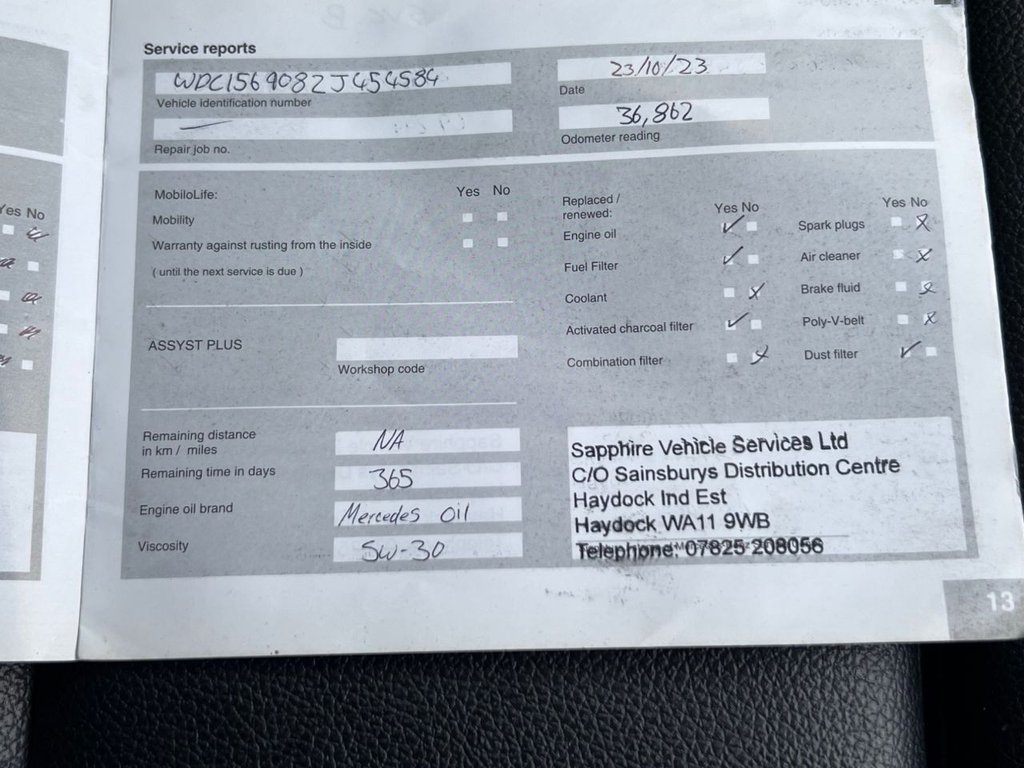 Service reports
WDC1569082J454584
Vehicle identification number
Repair job no.
23/10/23
Date
36,862
Odometer reading
MobiloLife:
Yes No
Mobility
Warranty against rusting from the inside
( until the next service is due )
ASSYST PLUS
Workshop code
Remaining distance
in km / miles
NA
Remaining time in days
365
Engine oil brand
Mercedes Oil
Viscosity
5W-30
Replaced /
renewed:
Yes No
Engine oil
Fuel Filter
Coolant
Activated charcoal filter
Combination filter
Yes No
Spark plugs
Air cleaner
Brake fluid
Poly-V-belt
Dust filter
Sapphire Vehicle Services Ltd
C/O Sainsburys Distribution Centre
Haydock Ind Est
Haydock WA11 9WB
Telephone: 07825 208056
13
Yes No